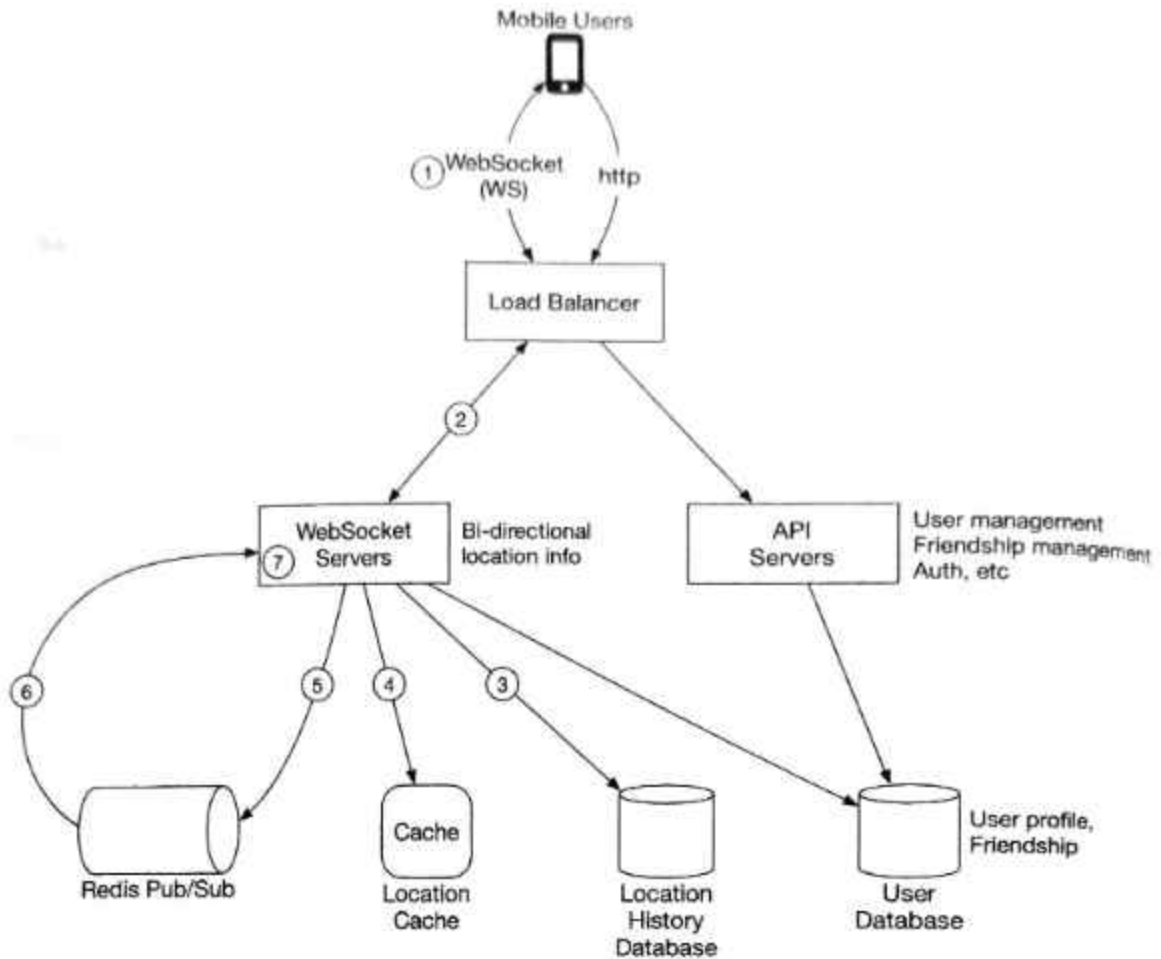 Mobile Users
1
WebSocket
(WS)
http
Load Balancer
2
WebSocket
Servers
7
Bi-directional
location info
API
Servers
User management
Friendship management
Auth, etc
6
5
4
3
Redis Pub/Sub
Cache
Location
Cache
Location
History
Database
User
Database
User profile,
Friendship